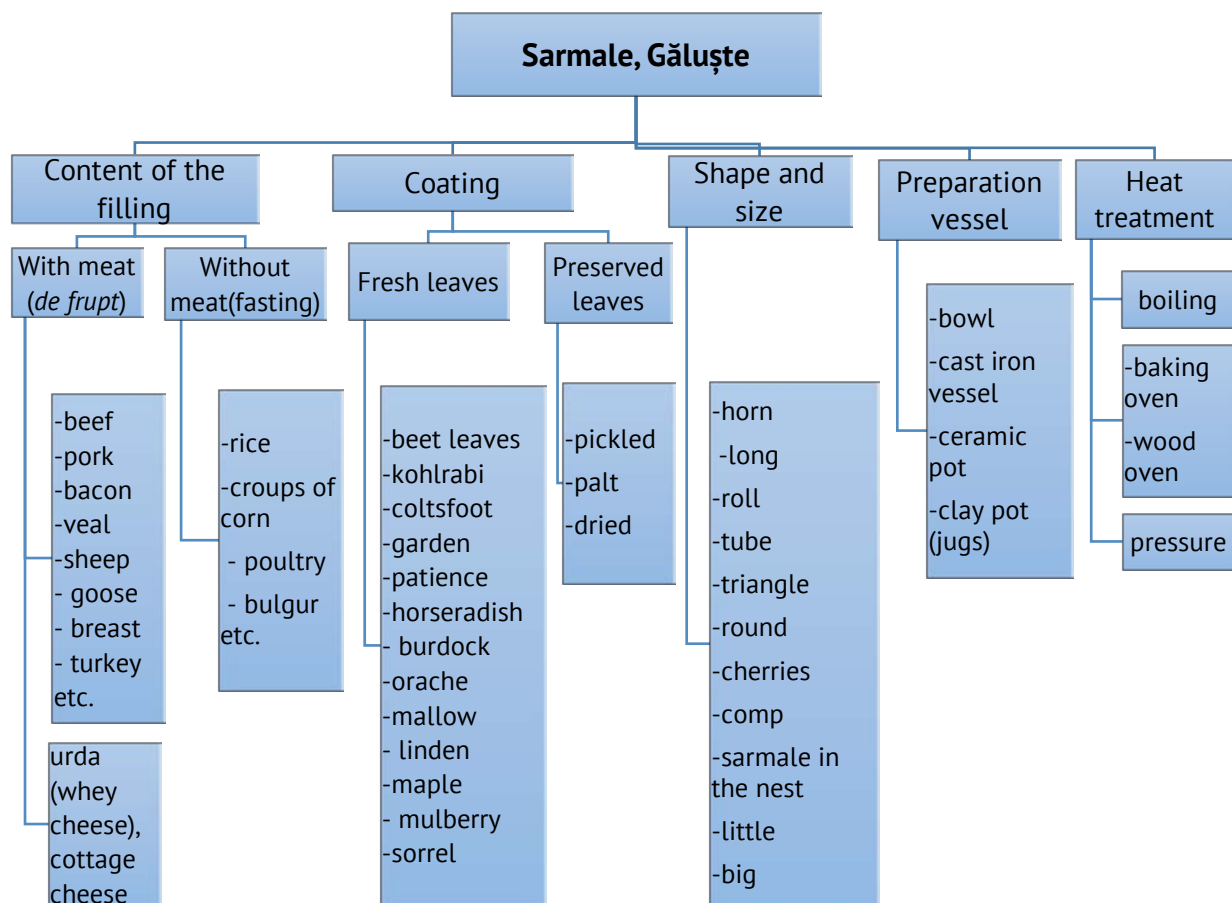 Sarmale, Găluște
Content of the
filling
With meat
(de frupt)
-beef
-pork
-bacon
-veal
-sheep
- goose
- breast
- turkey
etc.
urda
(whey
cheese),
cottage
cheese
Without
meat(fasting)
-rice
-croups of
corn
- poultry
- bulgur
etc.
Coating
Fresh leaves
-beet leaves
-kohlrabi
-coltsfoot
-garden
-patience
-horseradish
- burdock
-orache
-mallow
- linden
-maple
- mulberry
-sorrel
Preserved
leaves
-pickled
-palt
-dried
Shape and
size
-horn
-long
-roll
-tube
-triangle
-round
-cherries
-comp
-sarmale in
the nest
-little
-big
Preparation
vessel
-bowl
-cast iron
vessel
-ceramic
pot
-clay pot
(jugs)
Heat
treatment
boiling
-baking
oven
-wood
oven
pressure